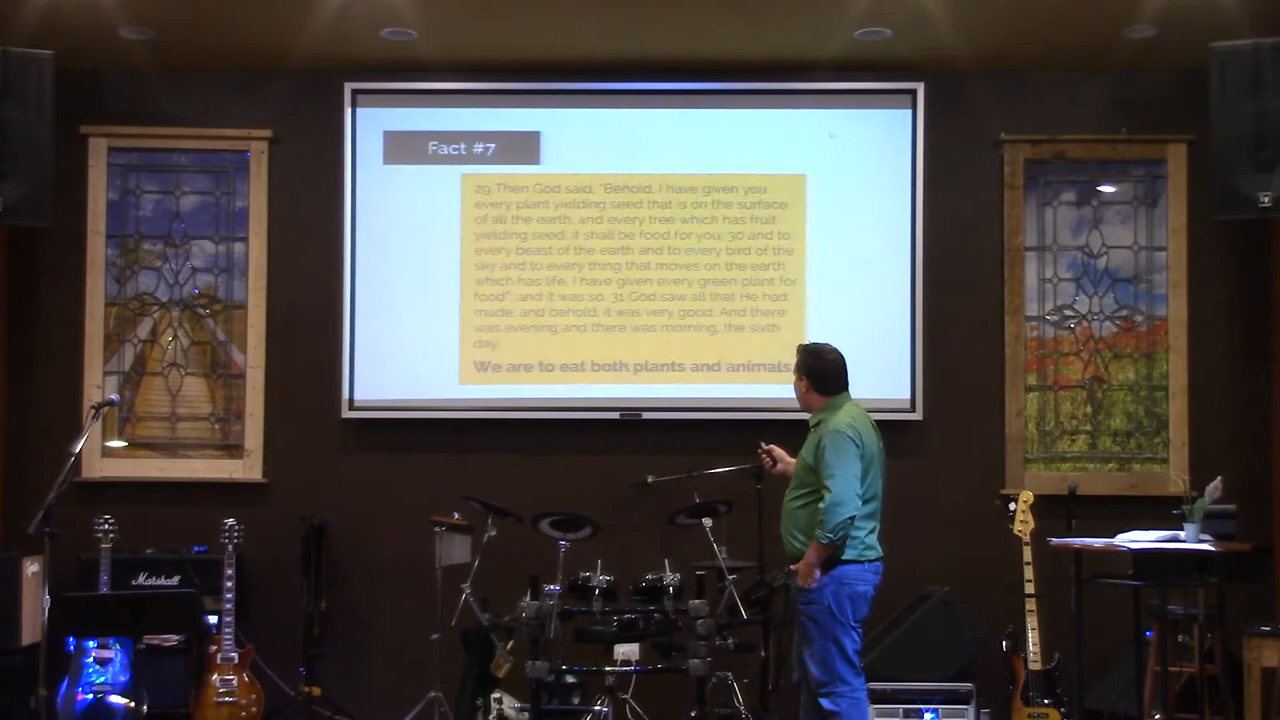 Fact #7
29 Then God said, "Behold, I have given you
every plant yielding seed that is on the surface
of all the earth, and every tree which has fruit
yielding seed; it shall be food for you; 30 and to
every beast of the earth and to every bird of the
sky and to every thing that moves on the earth
which has life, I have given every green plant for
food"; and it was so. 31 God saw all that He had
made, and behold, it was very good. And there
was evening and there was morning, the sixth
day.
We are to eat both plants and animals
Marshall